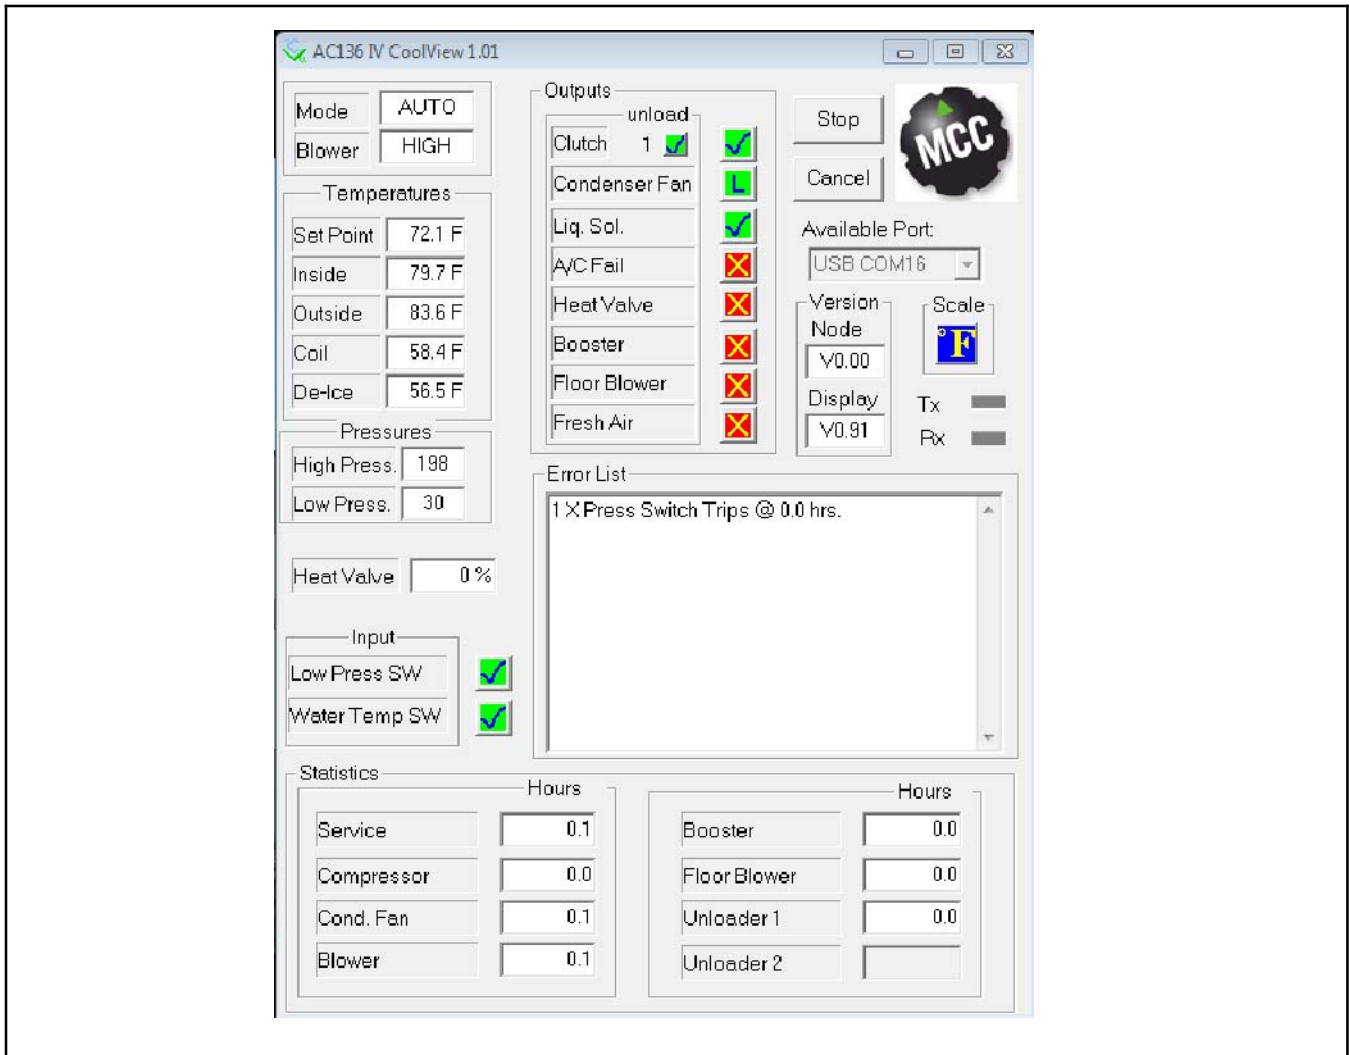 AC136 IV CoolView 1.01
Mode AUTO
Blower HIGH
Temperatures
Set Point 72.1 F
Inside 79.7 F
Outside 83.6 F
Coil 58.4 F
De-Ice 56.5 F
Pressures
High Press. 198
Low Press. 30
Heat Valve 0 %
Input
Low Press SW
Water Temp SW
Outputs
unload
Clutch 1
Condenser Fan L
Liq. Sol.
A/C Fail
Heat Valve
Booster
Floor Blower
Fresh Air
Stop
Cancel
MCC
Available Port:
USB COM16
Version
Node
V0.00
Display
V0.91
Scale
°F
Tx
Rx
Error List
1 X Press Switch Trips @ 0.0 hrs.
Statistics
Hours
Service 0.1
Compressor 0.0
Cond. Fan 0.1
Blower 0.1
Hours
Booster 0.0
Floor Blower 0.0
Unloader 1 0.0
Unloader 2